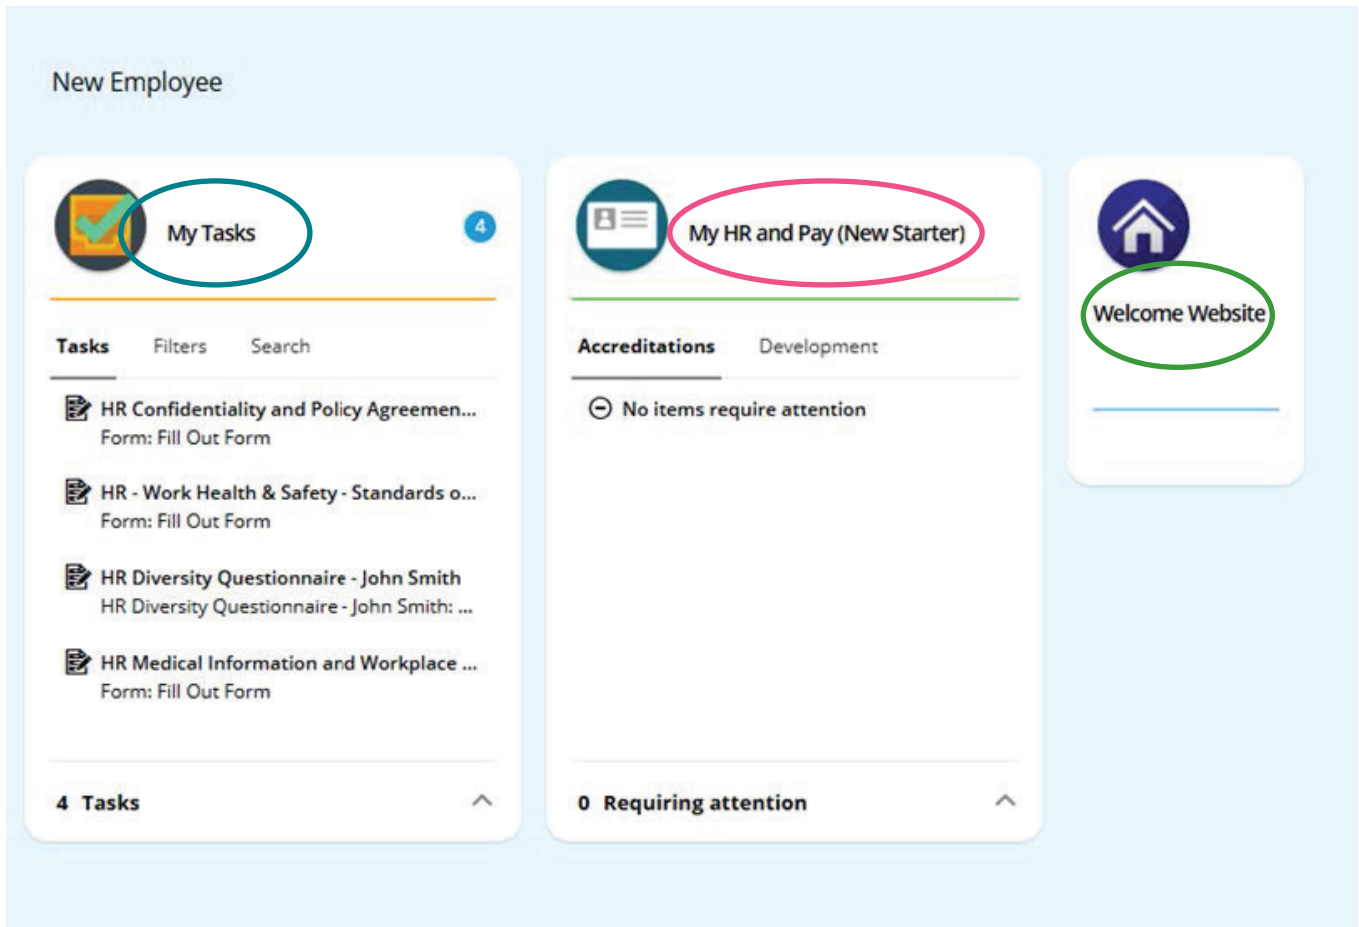 New Employee
My Tasks
4
Tasks Filters Search
HR Confidentiality and Policy Agreemen...
Form: Fill Out Form
HR - Work Health & Safety - Standards o...
Form: Fill Out Form
HR Diversity Questionnaire - John Smith
HR Diversity Questionnaire - John Smith: ...
HR Medical Information and Workplace ...
Form: Fill Out Form
4 Tasks
My HR and Pay (New Starter)
Accreditations Development
No items require attention
0 Requiring attention
Welcome Website